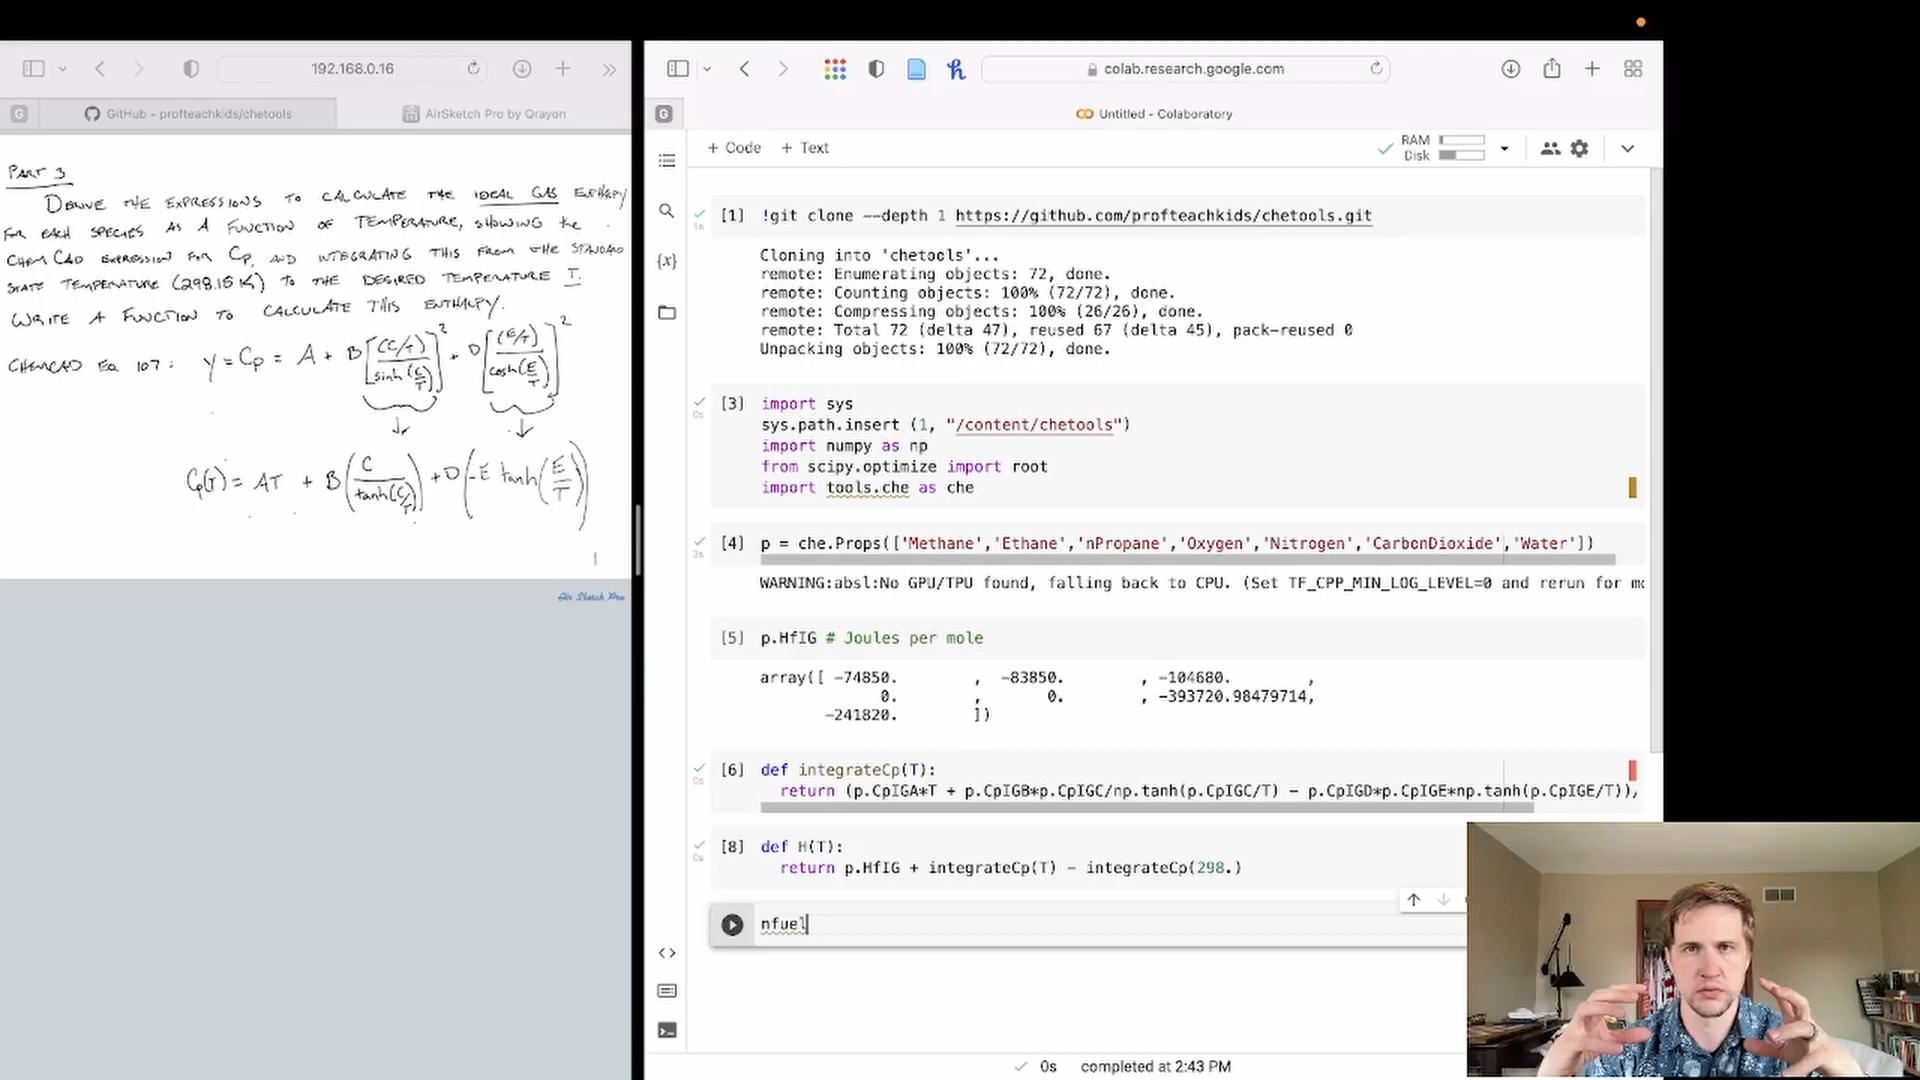 192.168.0.16
GitHub - profteachkids/chetools
AirSketch Pro by Qrayon
PART 3
DERIVE THE EXPRESSIONS TO CALCULATE THE IDEAL GAS ENTHALPY
FOR EACH SPECIES AS A FUNCTION OF TEMPERATURE, SHOWING THE
CHEMCAD EXPRESSION FOR Cp, AND INTEGRATING THIS FROM THE STANDARD
STATE TEMPERATURE (298.15 K) TO THE DESIRED TEMPERATURE T.
WRITE A FUNCTION TO CALCULATE THIS ENTHALPY.
CHEMCAD EQ 107: y = Cp = A + B[(C/T)/sinh(C/T)]² + D[(E/T)/cosh(E/T)]²
Cp(T) = AT + B(C/tanh(C/T)) + D(-E tanh(E/T))
Air Sketch Pro
colab.research.google.com
G
Untitled - Colaboratory
+ Code + Text
RAM
Disk
[1] !git clone --depth 1 https://github.com/profteachkids/chetools.git
1s
Cloning into 'chetools'...
remote: Enumerating objects: 72, done.
remote: Counting objects: 100% (72/72), done.
remote: Compressing objects: 100% (26/26), done.
remote: Total 72 (delta 47), reused 67 (delta 45), pack-reused 0
Unpacking objects: 100% (72/72), done.
[3] import sys
0s
sys.path.insert (1, "/content/chetools")
import numpy as np
from scipy.optimize import root
import tools.che as che
[4] p = che.Props(['Methane','Ethane','nPropane','Oxygen','Nitrogen','CarbonDioxide','Water'])
3s
WARNING:absl:No GPU/TPU found, falling back to CPU. (Set TF_CPP_MIN_LOG_LEVEL=0 and rerun for mo
[5] p.HfIG # Joules per mole
array([ -74850. , -83850. , -104680. ,
0. , 0. , -393720.98479714,
-241820. ])
[6] def integrateCp(T):
0s
return (p.CpIGA*T + p.CpIGB*p.CpIGC/np.tanh(p.CpIGC/T) - p.CpIGD*p.CpIGE*np.tanh(p.CpIGE/T)),
[8] def H(T):
0s
return p.HfIG + integrateCp(T) - integrateCp(298.)
nfuel
0s completed at 2:43 PM